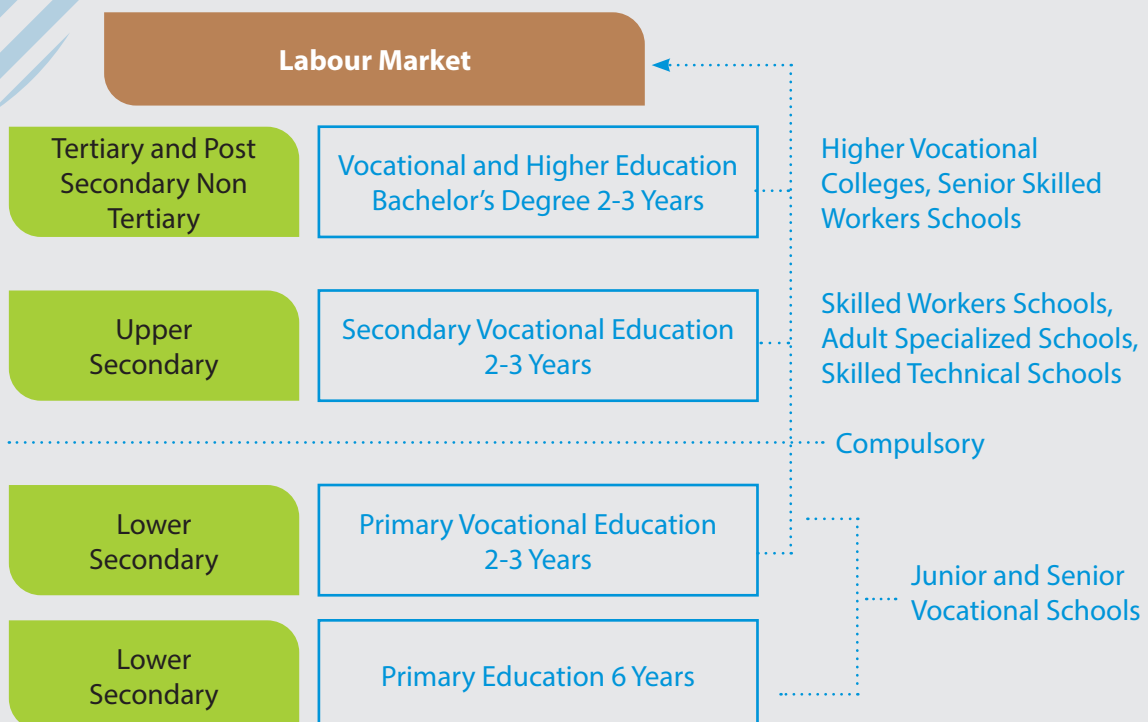 Labour Market
Tertiary and Post
Secondary Non
Tertiary
Vocational and Higher Education
Bachelor's Degree 2-3 Years
Higher Vocational
Colleges, Senior Skilled
Workers Schools
Upper
Secondary
Secondary Vocational Education
2-3 Years
Skilled Workers Schools,
Adult Specialized Schools,
Skilled Technical Schools
Compulsory
Lower
Secondary
Primary Vocational Education
2-3 Years
Junior and Senior
Vocational Schools
Lower
Secondary
Primary Education 6 Years